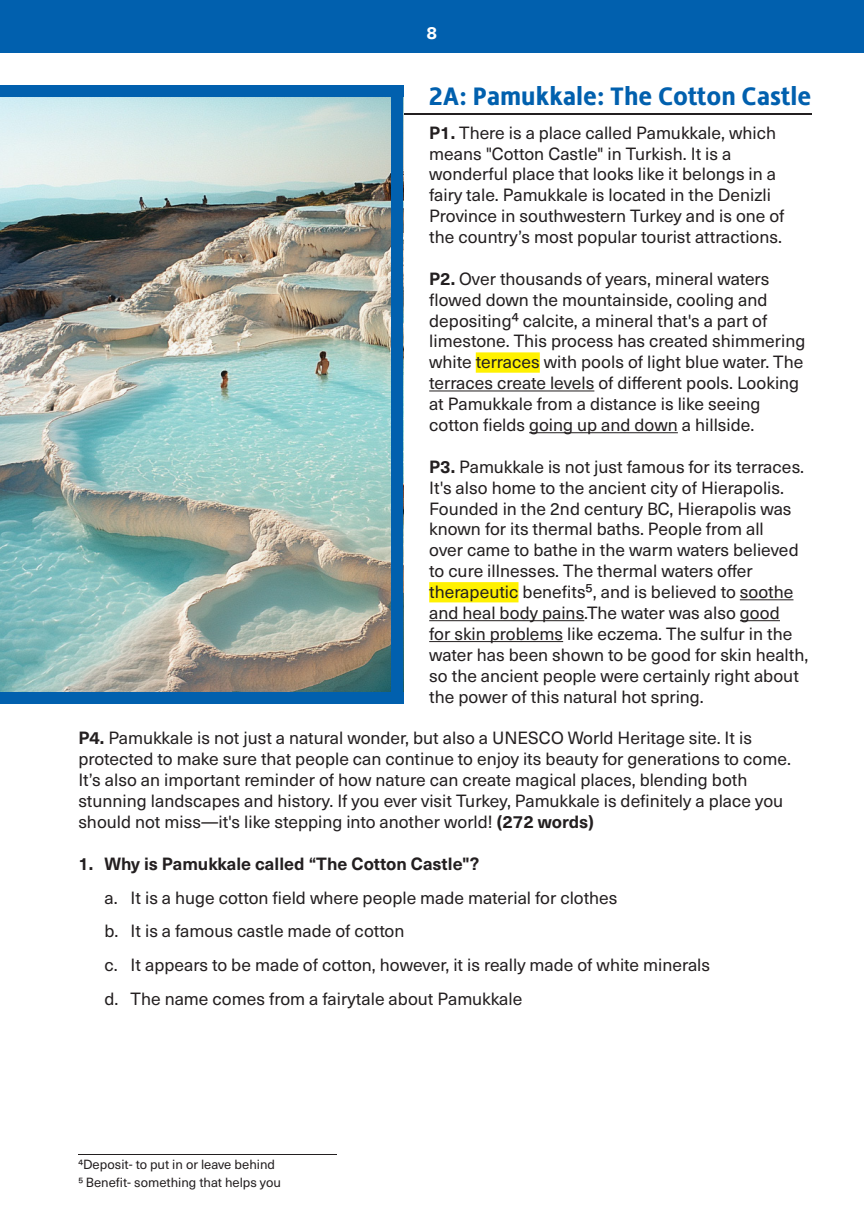 8
2A: Pamukkale: The Cotton Castle
P1. There is a place called Pamukkale, which
means "Cotton Castle" in Turkish. It is a
wonderful place that looks like it belongs in a
fairy tale. Pamukkale is located in the Denizli
Province in southwestern Turkey and is one of
the country’s most popular tourist attractions.
P2. Over thousands of years, mineral waters
flowed down the mountainside, cooling and
depositing⁴ calcite, a mineral that's a part of
limestone. This process has created shimmering
white terraces with pools of light blue water. The
terraces create levels of different pools. Looking
at Pamukkale from a distance is like seeing
cotton fields going up and down a hillside.
P3. Pamukkale is not just famous for its terraces.
It's also home to the ancient city of Hierapolis.
Founded in the 2nd century BC, Hierapolis was
known for its thermal baths. People from all
over came to bathe in the warm waters believed
to cure illnesses. The thermal waters offer
therapeutic benefits⁵, and is believed to soothe
and heal body pains.The water was also good
for skin problems like eczema. The sulfur in the
water has been shown to be good for skin health,
so the ancient people were certainly right about
the power of this natural hot spring.
P4. Pamukkale is not just a natural wonder, but also a UNESCO World Heritage site. It is
protected to make sure that people can continue to enjoy its beauty for generations to come.
It’s also an important reminder of how nature can create magical places, blending both
stunning landscapes and history. If you ever visit Turkey, Pamukkale is definitely a place you
should not miss—it's like stepping into another world! (272 words)
1. Why is Pamukkale called “The Cotton Castle"?
a. It is a huge cotton field where people made material for clothes
b. It is a famous castle made of cotton
c. It appears to be made of cotton, however, it is really made of white minerals
d. The name comes from a fairytale about Pamukkale
⁴Deposit- to put in or leave behind
⁵ Benefit- something that helps you